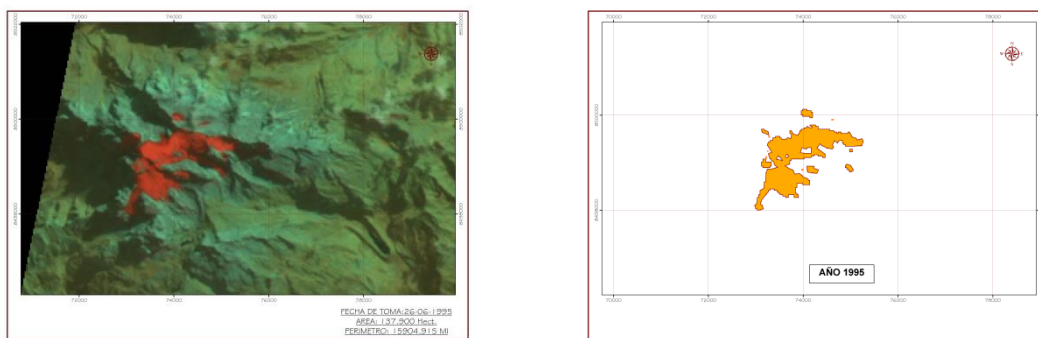 72000 74000 76000 78000
72000 74000 76000 78000
FECHA DE TOMA:26-06-1995
AREA: 137.900 Hect.
PERIMETRO: 15904.915 Ml
70000 72000 74000 76000 78000
N
W E
S
AÑO 1995
70000 72000 74000 76000 78000